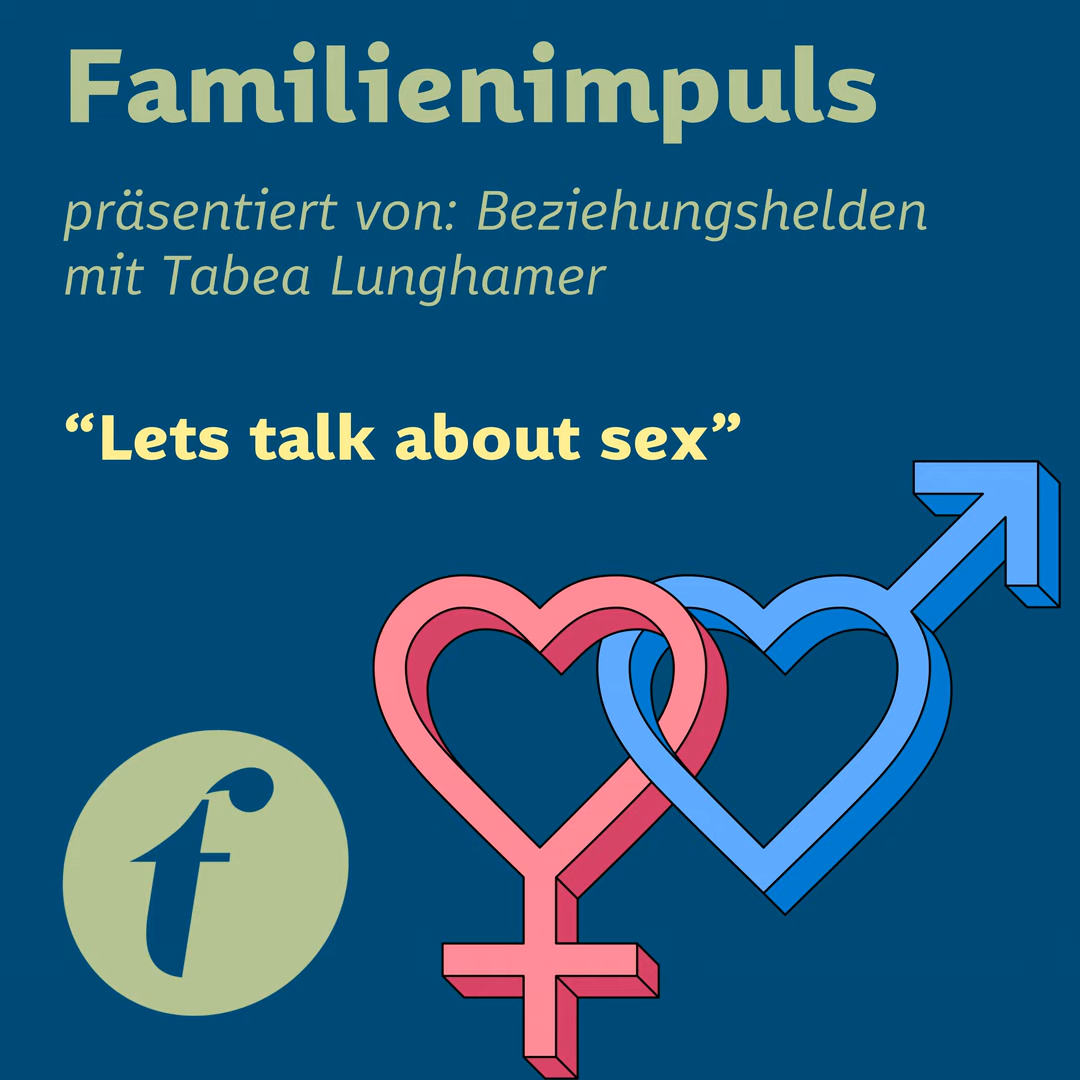 Familienimpuls
präsentiert von: Beziehungshelden
mit Tabea Lunghamer
“Lets talk about sex”
f